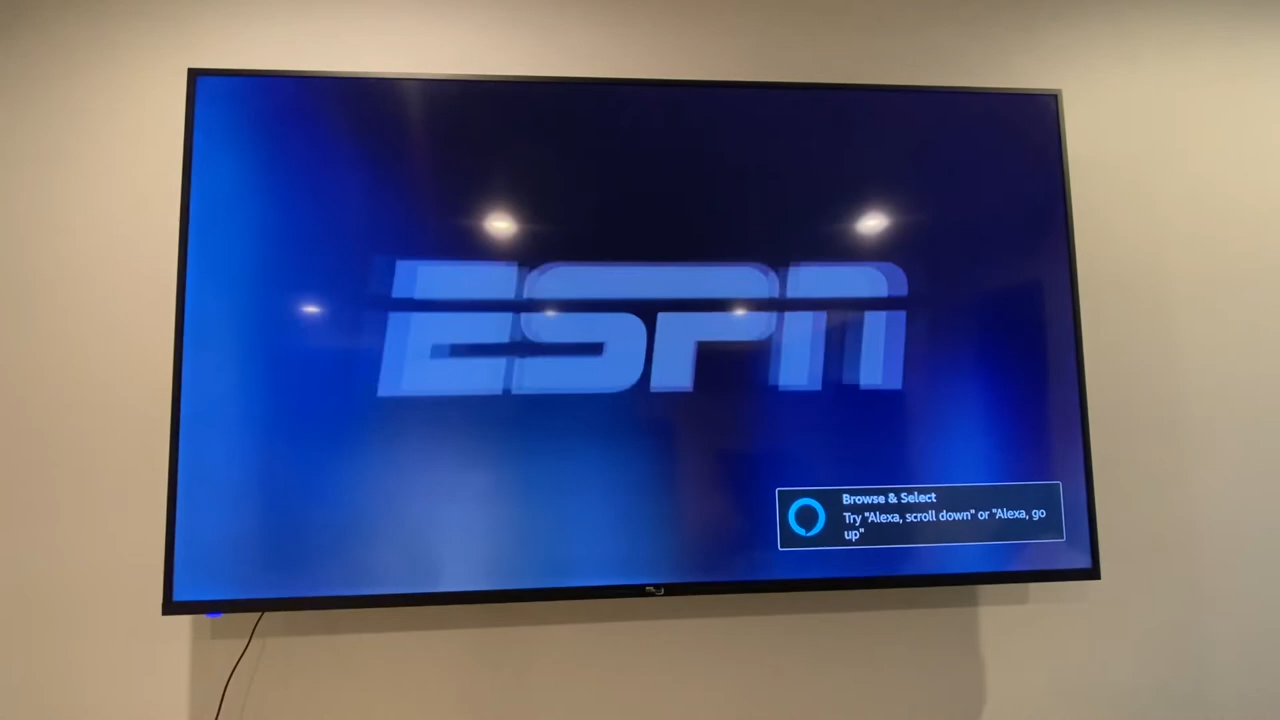 ESPN
Browse & Select
Try "Alexa, scroll down" or "Alexa, go
up"